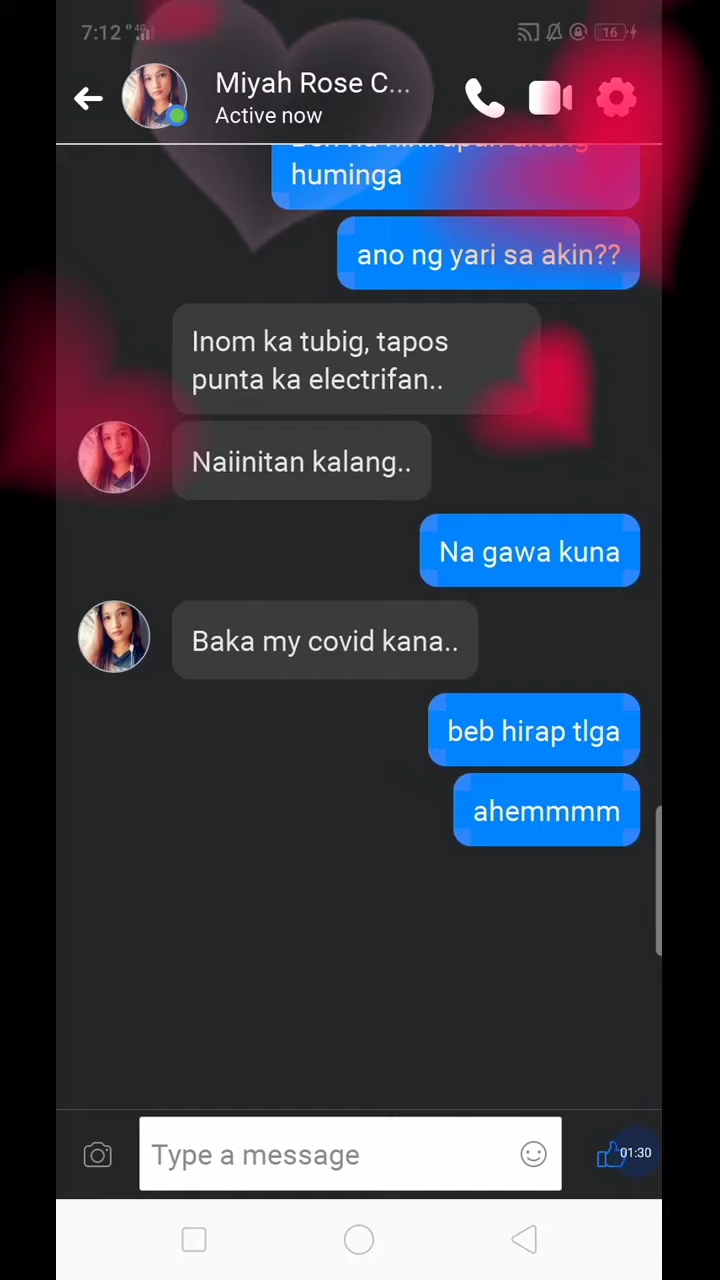 7:12
4G
16
Miyah Rose C...
Active now
huminga
ano ng yari sa akin??
Inom ka tubig, tapos
punta ka electrifan..
Naiinitan kalang..
Na gawa kuna
Baka my covid kana..
beb hirap tlga
ahemmmm
Type a message
01:30